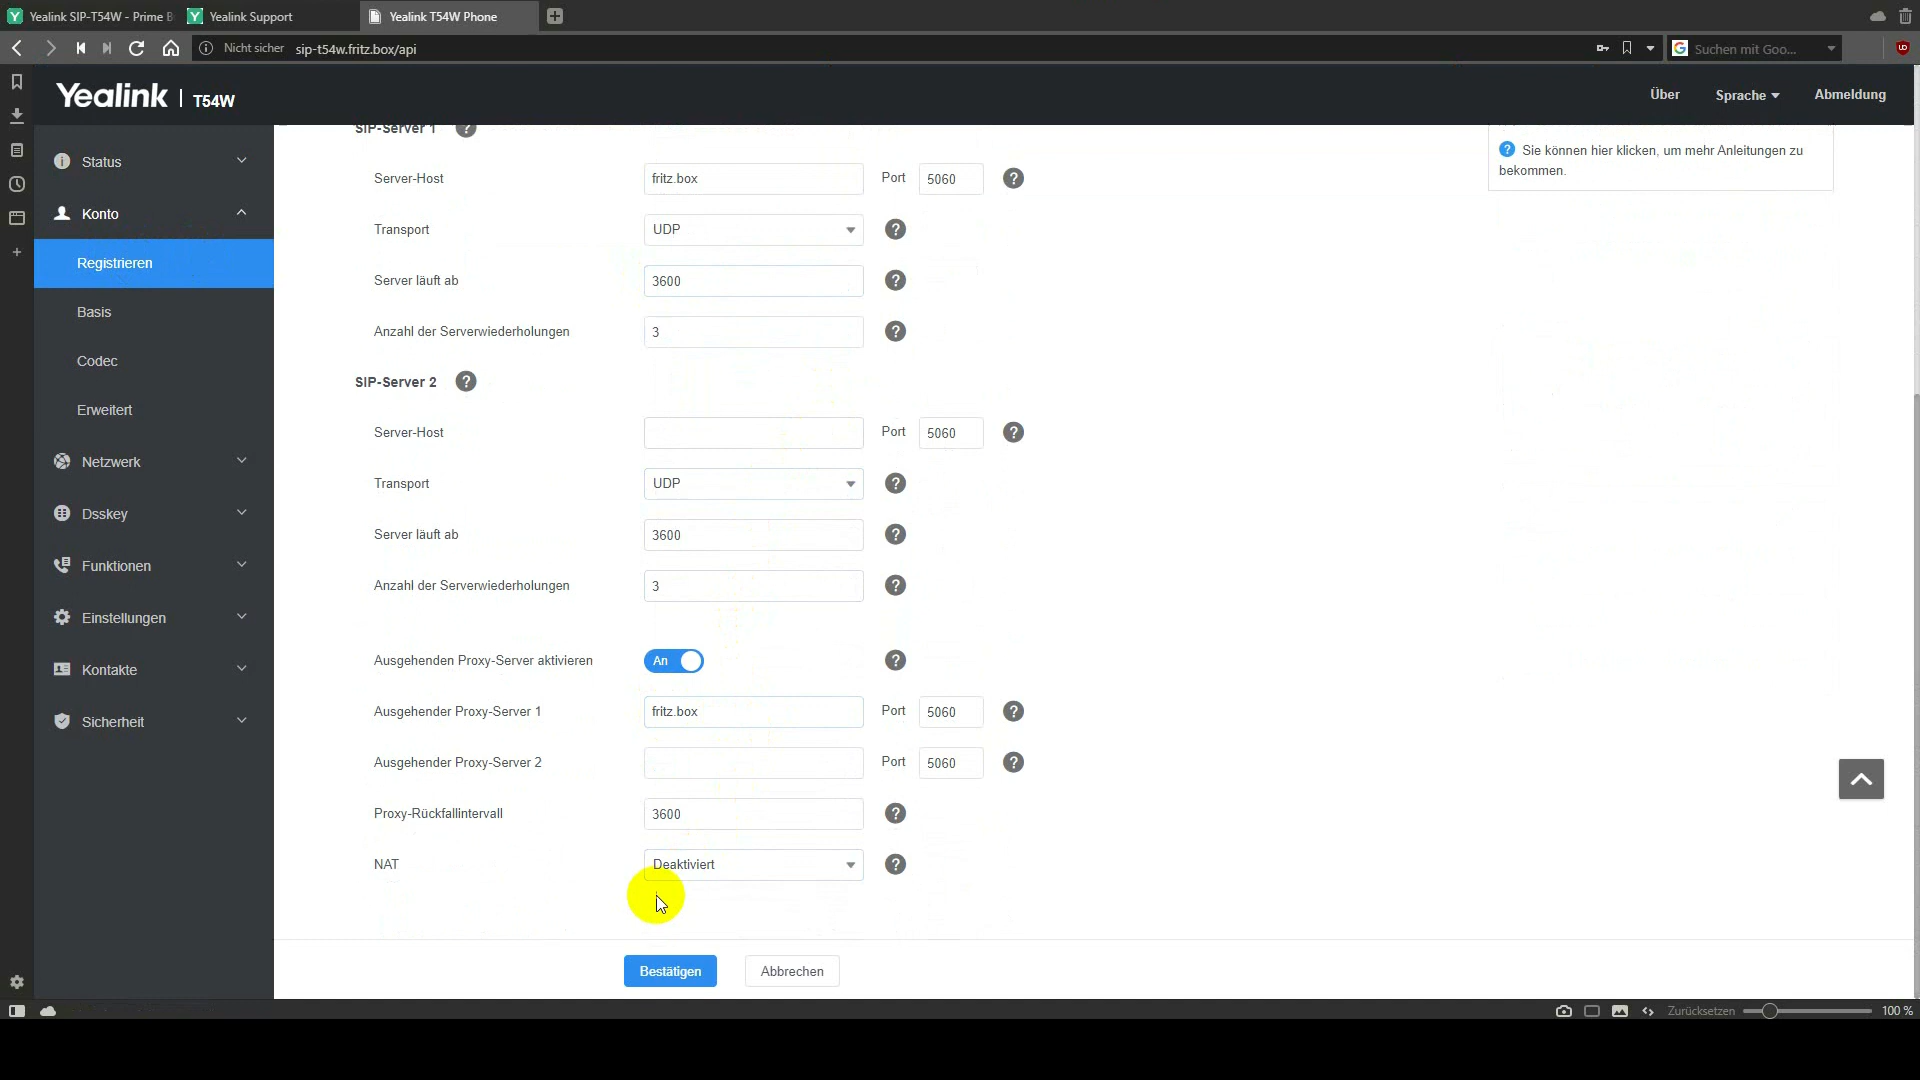 Yealink SIP-T54W - Prime B
Yealink Support
Yealink T54W Phone
Nicht sicher sip-t54w.fritz.box/api
Suchen mit Goo...
Yealink | T54W
Über
Sprache
Abmeldung
Status
Konto
Registrieren
Basis
Codec
Erweitert
Netzwerk
Dsskey
Funktionen
Einstellungen
Kontakte
Sicherheit
SIP-Server 1
Server-Host fritz.box Port 5060
Transport UDP
Server läuft ab 3600
Anzahl der Serverwiederholungen 3
SIP-Server 2
Server-Host Port 5060
Transport UDP
Server läuft ab 3600
Anzahl der Serverwiederholungen 3
Ausgehenden Proxy-Server aktivieren An
Ausgehender Proxy-Server 1 fritz.box Port 5060
Ausgehender Proxy-Server 2 Port 5060
Proxy-Rückfallintervall 3600
NAT Deaktiviert
Bestätigen
Abbrechen
Sie können hier klicken, um mehr Anleitungen zu
bekommen.
Zurücksetzen
100 %